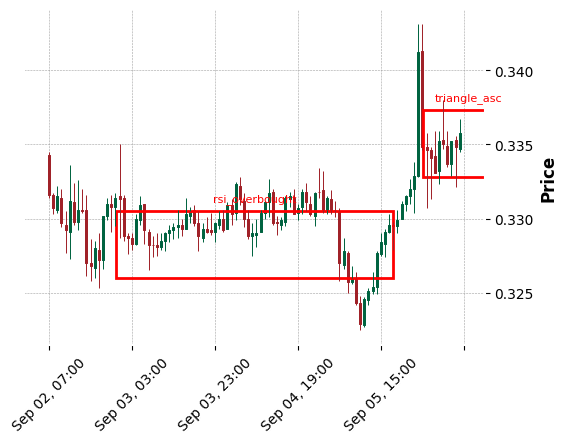 0.340
triangle_asc
0.335
rsi_overbought
0.330
0.325
Price
Sep 02, 07:00
Sep 03, 03:00
Sep 03, 23:00
Sep 04, 19:00
Sep 05, 15:00